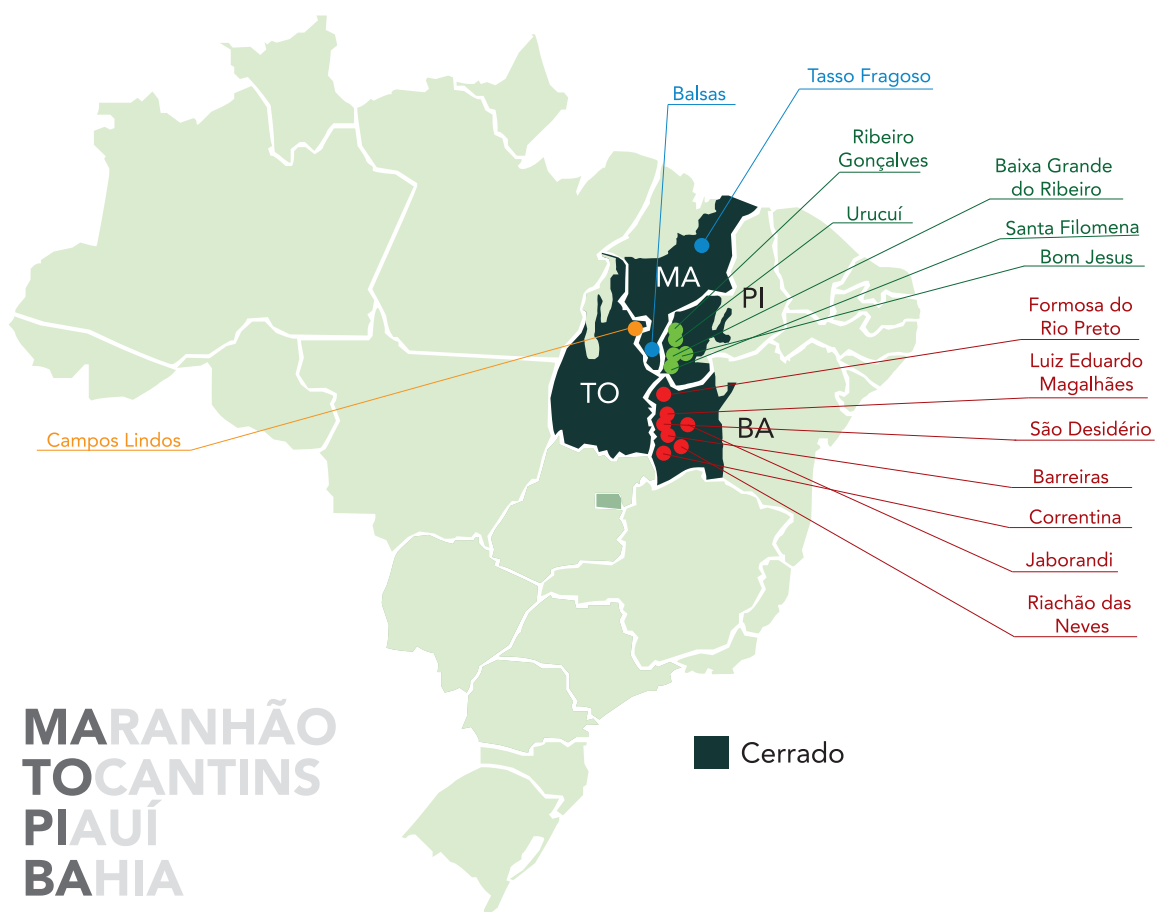 Tasso Fragoso
Balsas
Ribeiro
Gonçalves
Baixa Grande
do Ribeiro
Urucuí
Santa Filomena
Bom Jesus
MA
PI
Formosa do
Rio Preto
Luiz Eduardo
Magalhães
TO
BA
São Desidério
Campos Lindos
Barreiras
Correntina
Jaborandi
Riachão das
Neves
MARANHÃO
TOCANTINS
PIAUÍ
BAHIA
Cerrado